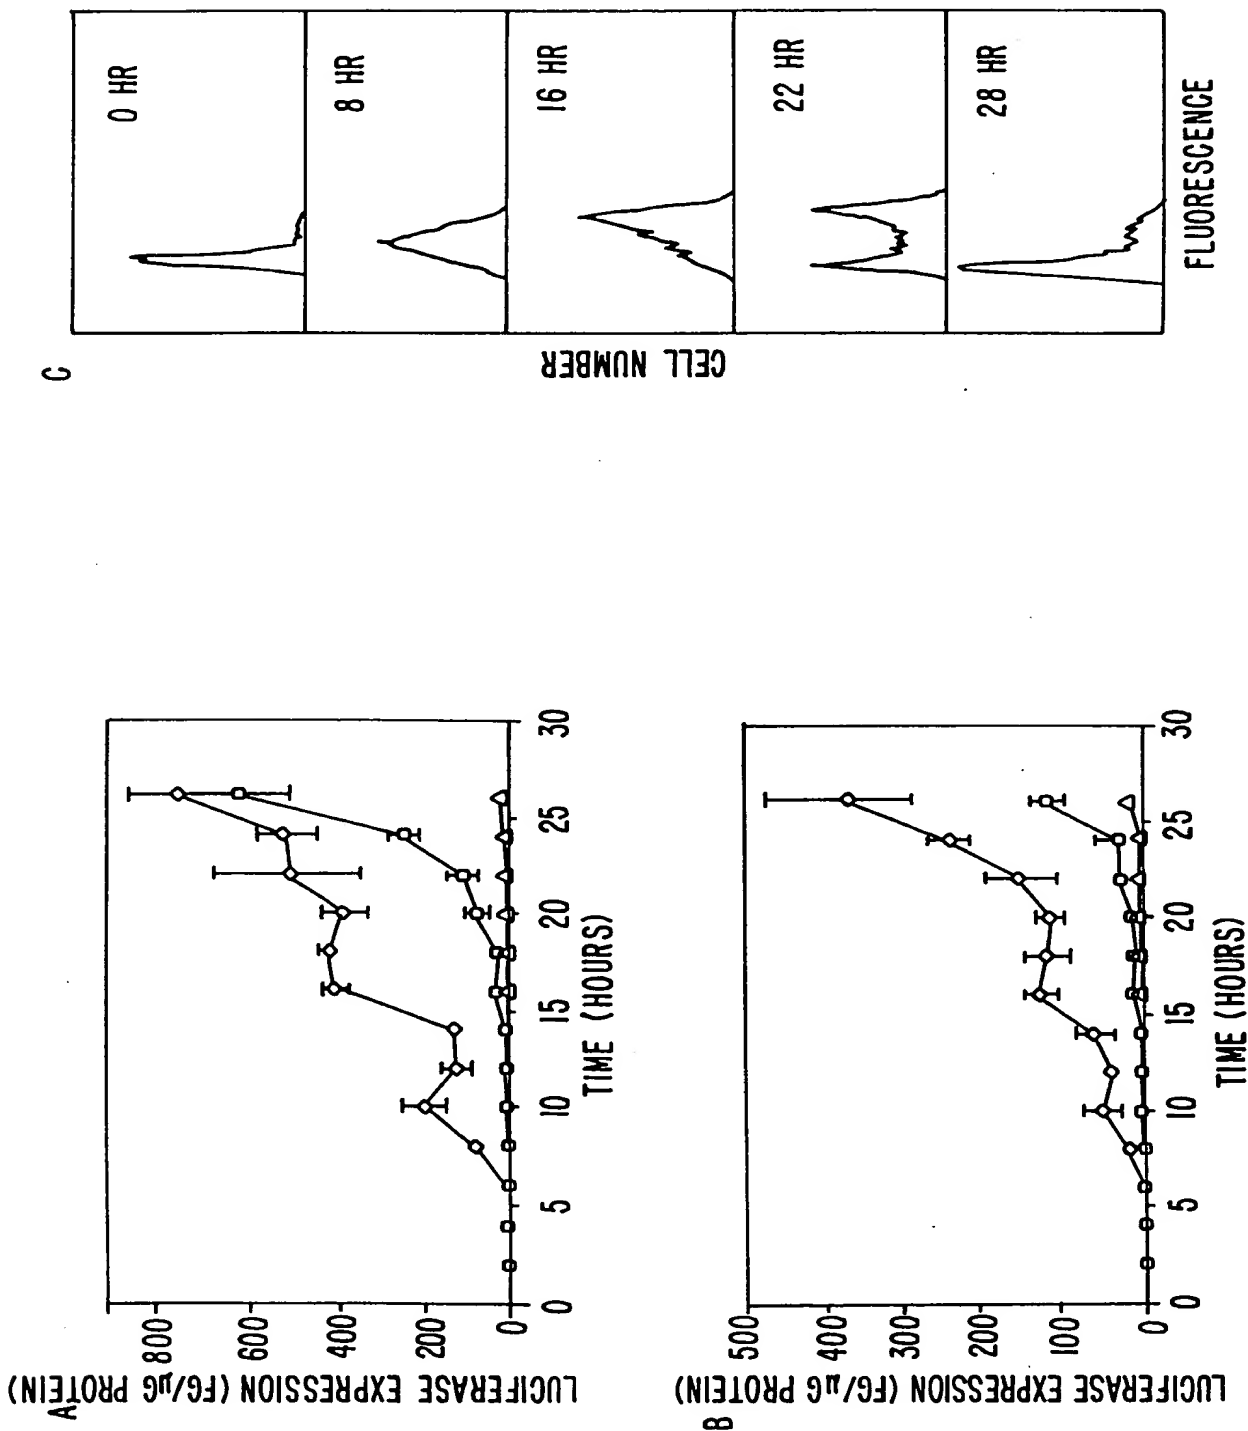 A
LUCIFERASE EXPRESSION (FG/µG PROTEIN)
800
600
400
200
0
0
5
10
15
20
25
30
TIME (HOURS)
B
LUCIFERASE EXPRESSION (FG/µG PROTEIN)
500
400
300
200
100
0
0
5
10
15
20
25
30
TIME (HOURS)
C
CELL NUMBER
0 HR
8 HR
16 HR
22 HR
28 HR
FLUORESCENCE